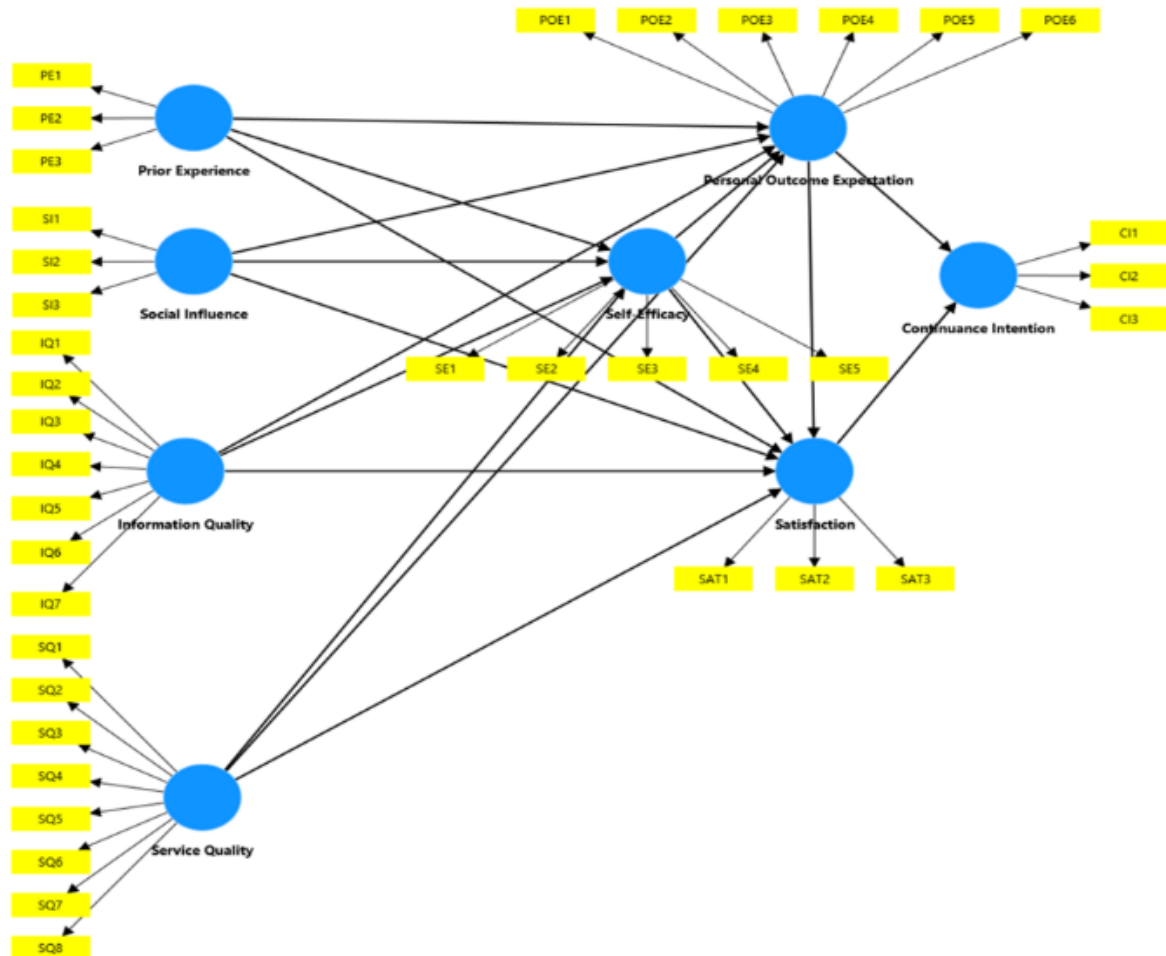 POE1
POE2
POE3
POE4
POE5
POE6
PE1
PE2
PE3
Prior Experience
Personal Outcome Expectation
SI1
SI2
SI3
Social Influence
Self-Efficacy
CI1
CI2
CI3
Continuance Intention
SE1
SE2
SE3
SE4
SE5
IQ1
IQ2
IQ3
IQ4
IQ5
IQ6
IQ7
Information Quality
Satisfaction
SAT1
SAT2
SAT3
SQ1
SQ2
SQ3
SQ4
SQ5
SQ6
SQ7
SQ8
Service Quality